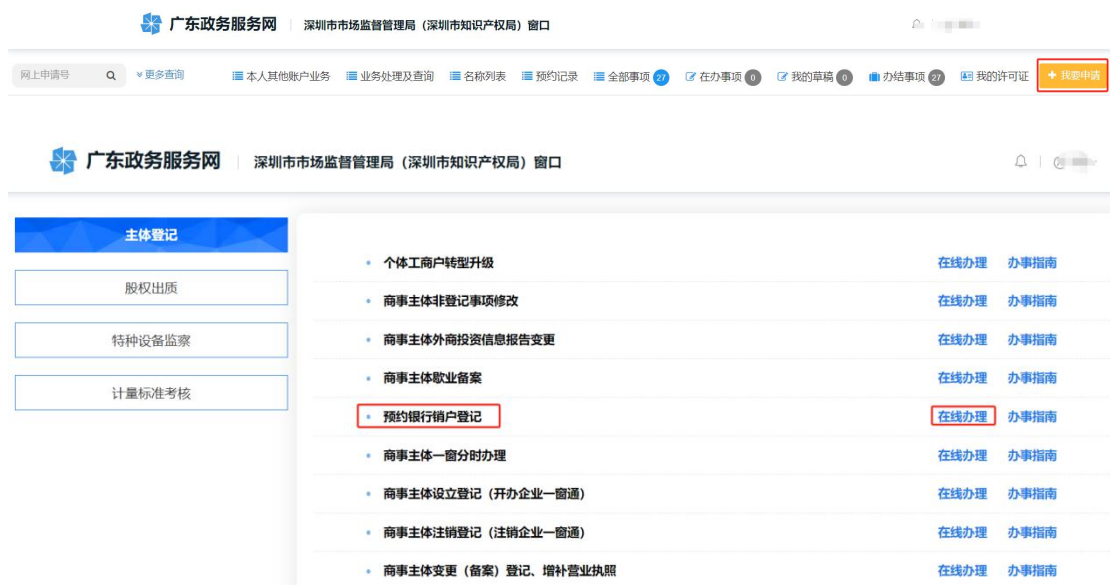 广东政务服务网 深圳市市场监督管理局（深圳市知识产权局）窗口
网上申请号 更多查询 本人其他账户业务 业务处理及查询 名称列表 预约记录 全部事项 27 在办事项 0 我的草稿 0 办结事项 27 我的许可证 + 我要申请
广东政务服务网 深圳市市场监督管理局（深圳市知识产权局）窗口
主体登记
股权出质
特种设备监察
计量标准考核
个体工商户转型升级 在线办理 办事指南
商事主体非登记事项修改 在线办理 办事指南
商事主体外商投资信息报告变更 在线办理 办事指南
商事主体歇业备案 在线办理 办事指南
预约银行销户登记 在线办理 办事指南
商事主体一窗分时办理 在线办理 办事指南
商事主体设立登记（开办企业一窗通） 在线办理 办事指南
商事主体注销登记（注销企业一窗通） 在线办理 办事指南
商事主体变更（备案）登记、增补营业执照 在线办理 办事指南